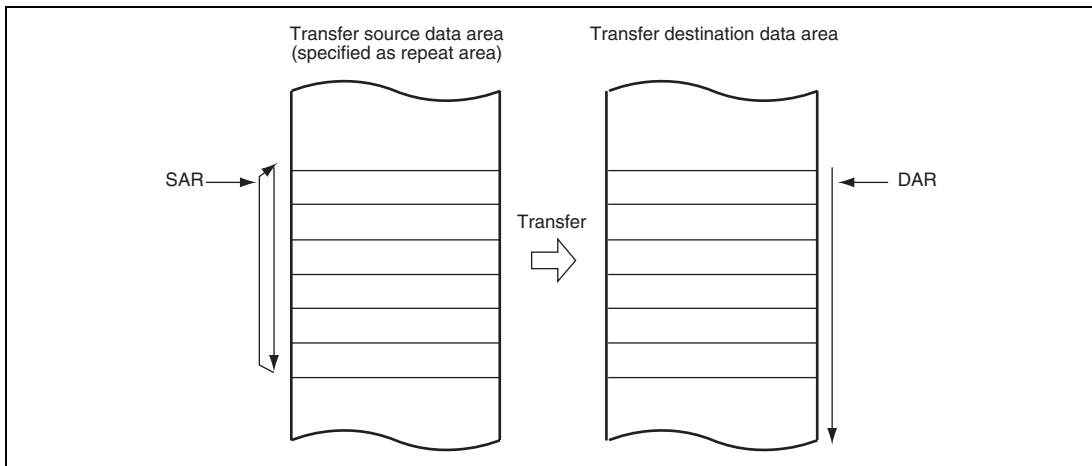 Transfer source data area
(specified as repeat area)
Transfer destination data area
SAR
Transfer
DAR